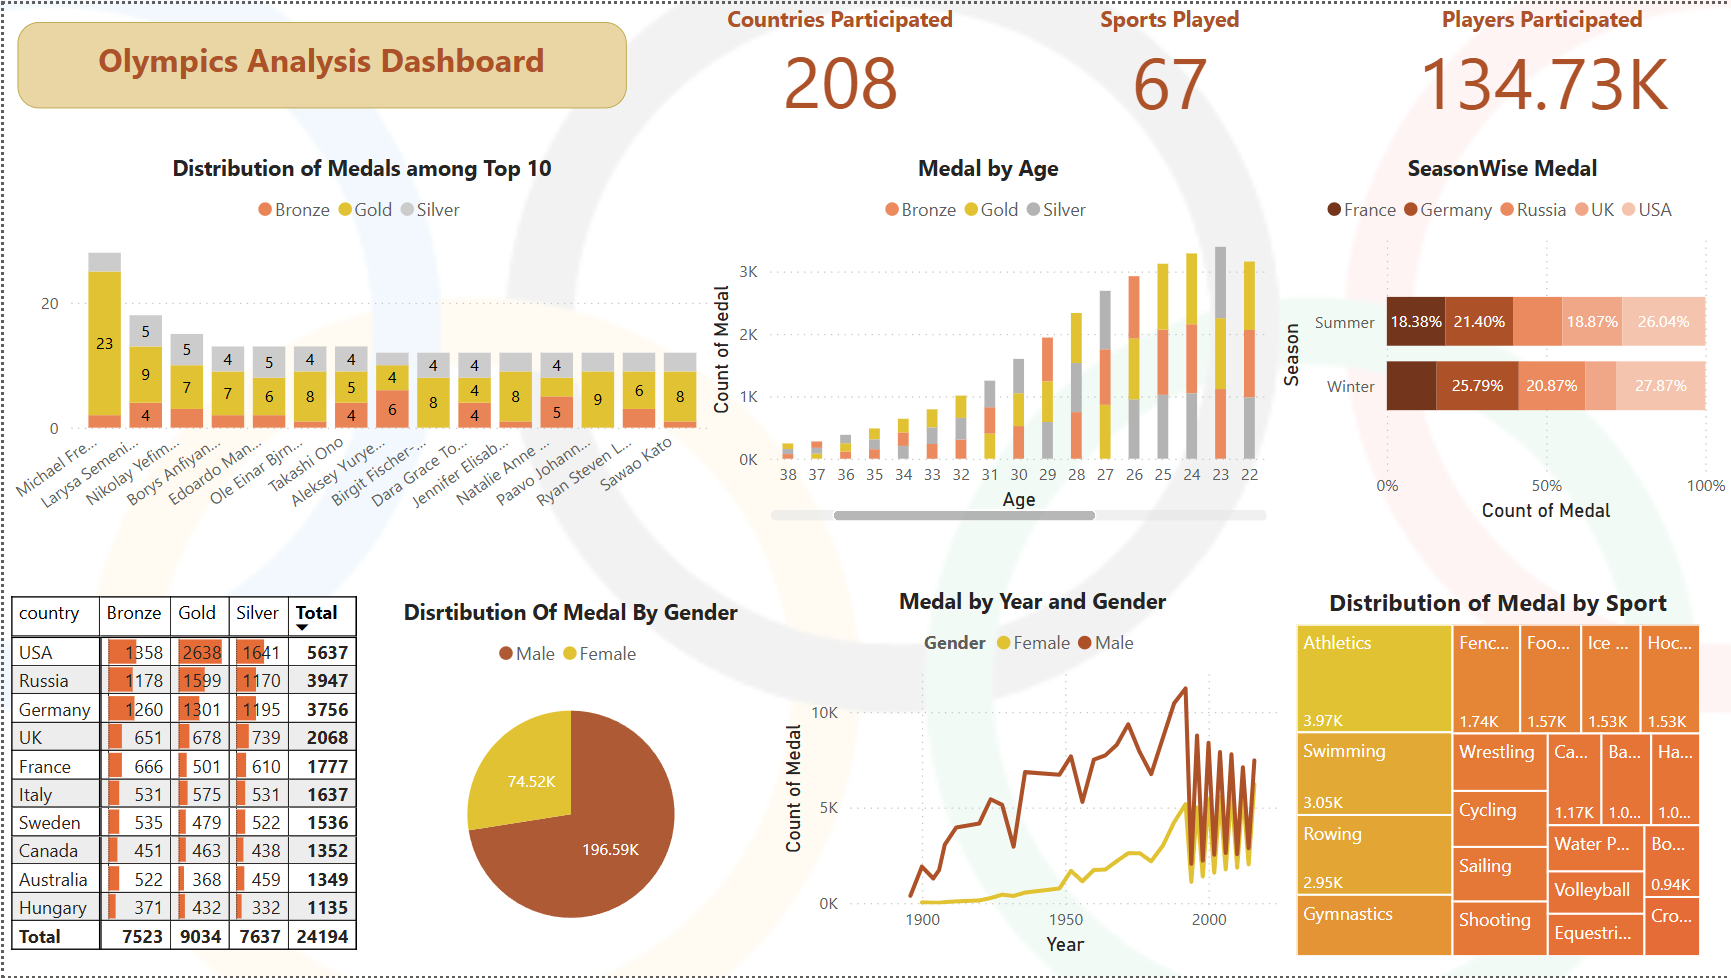 Olympics Analysis Dashboard
Countries Participated
208
Sports Played
67
Players Participated
134.73K
Distribution of Medals among Top 10
Bronze Gold Silver
20
0
23
5
9
4
5
7
4
7
5
6
4
8
4
5
4
4
6
4
8
4
4
4
8
4
5
9
6
8
Michael Fre...
Larysa Semeni...
Nikolay Yefim...
Borys Anfiyan...
Edoardo Man...
Ole Einar Bjrn...
Takashi Ono
Aleksey Yurye...
Birgit Fischer-...
Dara Grace To...
Jennifer Elisab...
Natalie Anne ...
Paavo Johann...
Ryan Steven L...
Sawao Kato
Medal by Age
Bronze Gold Silver
Count of Medal
3K
2K
1K
0K
38 37 36 35 34 33 32 31 30 29 28 27 26 25 24 23 22
Age
SeasonWise Medal
France Germany Russia UK USA
Season
Summer 18.38% 21.40% 18.87% 26.04%
Winter 25.79% 20.87% 27.87%
0% 50% 100%
Count of Medal
country Bronze Gold Silver Total
USA 1358 2638 1641 5637
Russia 1178 1599 1170 3947
Germany 1260 1301 1195 3756
UK 651 678 739 2068
France 666 501 610 1777
Italy 531 575 531 1637
Sweden 535 479 522 1536
Canada 451 463 438 1352
Australia 522 368 459 1349
Hungary 371 432 332 1135
Total 7523 9034 7637 24194
Disrtibution Of Medal By Gender
Male Female
74.52K
196.59K
Medal by Year and Gender
Gender Female Male
Count of Medal
10K
5K
0K
1900 1950 2000
Year
Distribution of Medal by Sport
Athletics
3.97K
Swimming
3.05K
Rowing
2.95K
Gymnastics
Fenc...
1.74K
Foo...
1.57K
Ice ...
1.53K
Hoc...
1.53K
Wrestling
Cycling
Sailing
Shooting
Ca...
1.17K
Ba...
1.0...
Ha...
1.0...
Water P...
Volleyball
Equestri...
Bo...
0.94K
Cro...